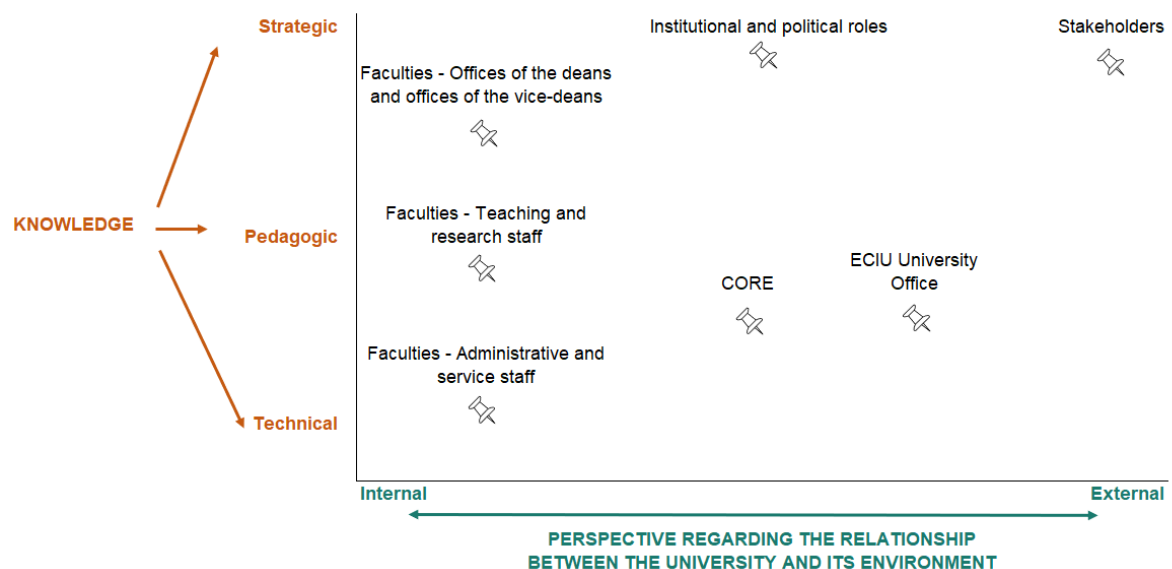 Strategic
Institutional and political roles
Stakeholders
Faculties - Offices of the deans
and offices of the vice-deans
KNOWLEDGE
Pedagogic
Faculties - Teaching and
research staff
CORE
ECIU University
Office
Faculties - Administrative and
service staff
Technical
Internal
External
PERSPECTIVE REGARDING THE RELATIONSHIP
BETWEEN THE UNIVERSITY AND ITS ENVIRONMENT